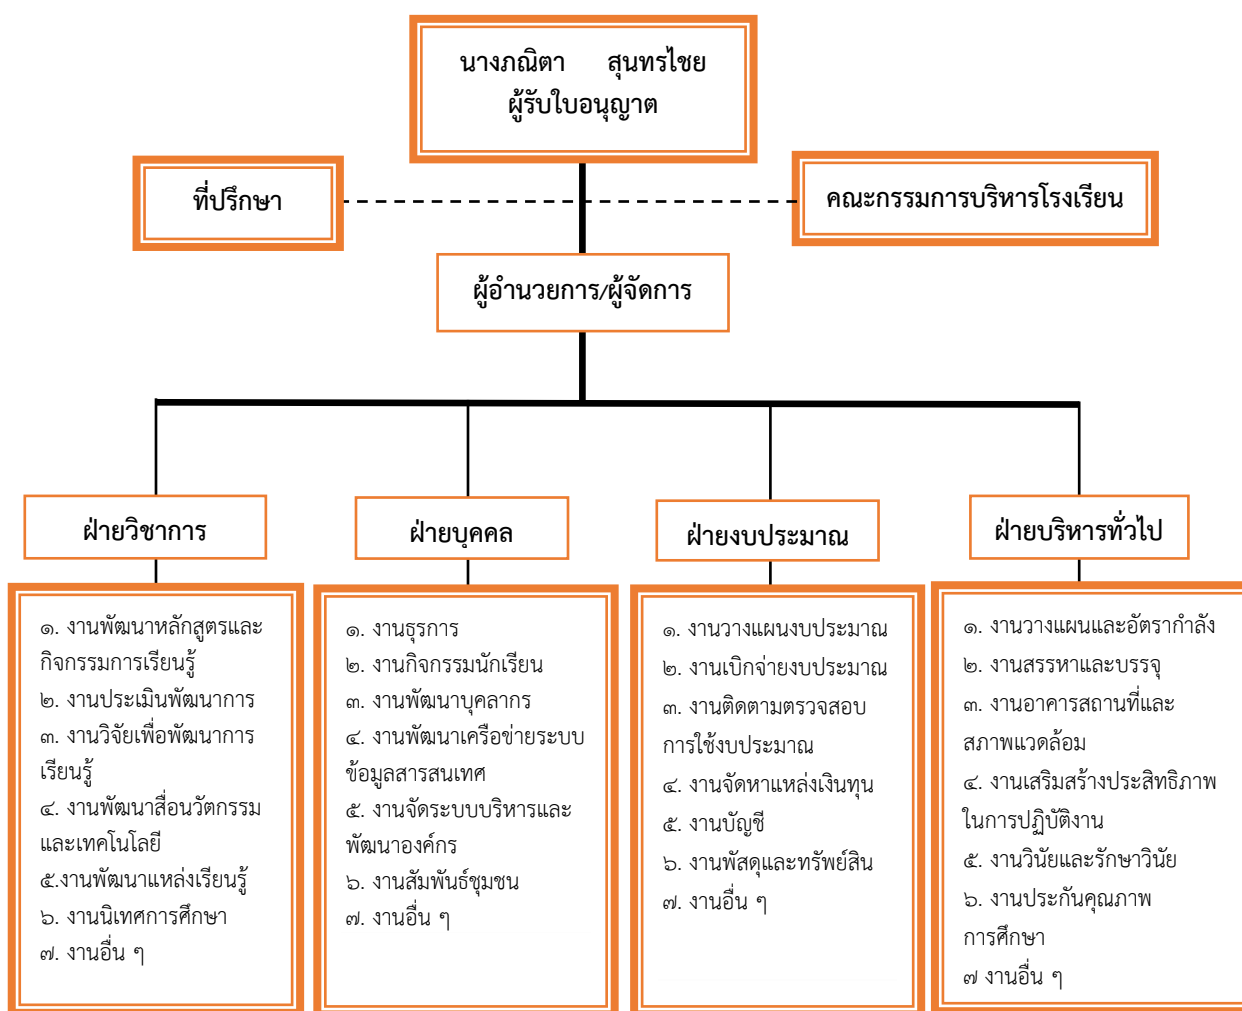 นางภณิตา สุนทรไชย
ผู้รับใบอนุญาต
ที่ปรึกษา
คณะกรรมการบริหารโรงเรียน
ผู้อำนวยการ/ผู้จัดการ
ฝ่ายวิชาการ
ฝ่ายบุคคล
ฝ่ายงบประมาณ
ฝ่ายบริหารทั่วไป
๑. งานพัฒนาหลักสูตรและ
กิจกรรมการเรียนรู้
๒. งานประเมินพัฒนาการ
๓. งานวิจัยเพื่อพัฒนาการ
เรียนรู้
๔. งานพัฒนาสื่อนวัตกรรม
และเทคโนโลยี
๕.งานพัฒนาแหล่งเรียนรู้
๖. งานนิเทศการศึกษา
๗. งานอื่น ๆ
๑. งานธุรการ
๒. งานกิจกรรมนักเรียน
๓. งานพัฒนาบุคลากร
๔. งานพัฒนาเครือข่ายระบบ
ข้อมูลสารสนเทศ
๕. งานจัดระบบบริหารและ
พัฒนาองค์กร
๖. งานสัมพันธ์ชุมชน
๗. งานอื่น ๆ
๑. งานวางแผนงบประมาณ
๒. งานเบิกจ่ายงบประมาณ
๓. งานติดตามตรวจสอบ
การใช้งบประมาณ
๔. งานจัดหาแหล่งเงินทุน
๕. งานบัญชี
๖. งานพัสดุและทรัพย์สิน
๗. งานอื่น ๆ
๑. งานวางแผนและอัตรากำลัง
๒. งานสรรหาและบรรจุ
๓. งานอาคารสถานที่และ
สภาพแวดล้อม
๔. งานเสริมสร้างประสิทธิภาพ
ในการปฏิบัติงาน
๕. งานวินัยและรักษาวินัย
๖. งานประกันคุณภาพ
การศึกษา
๗ งานอื่น ๆ